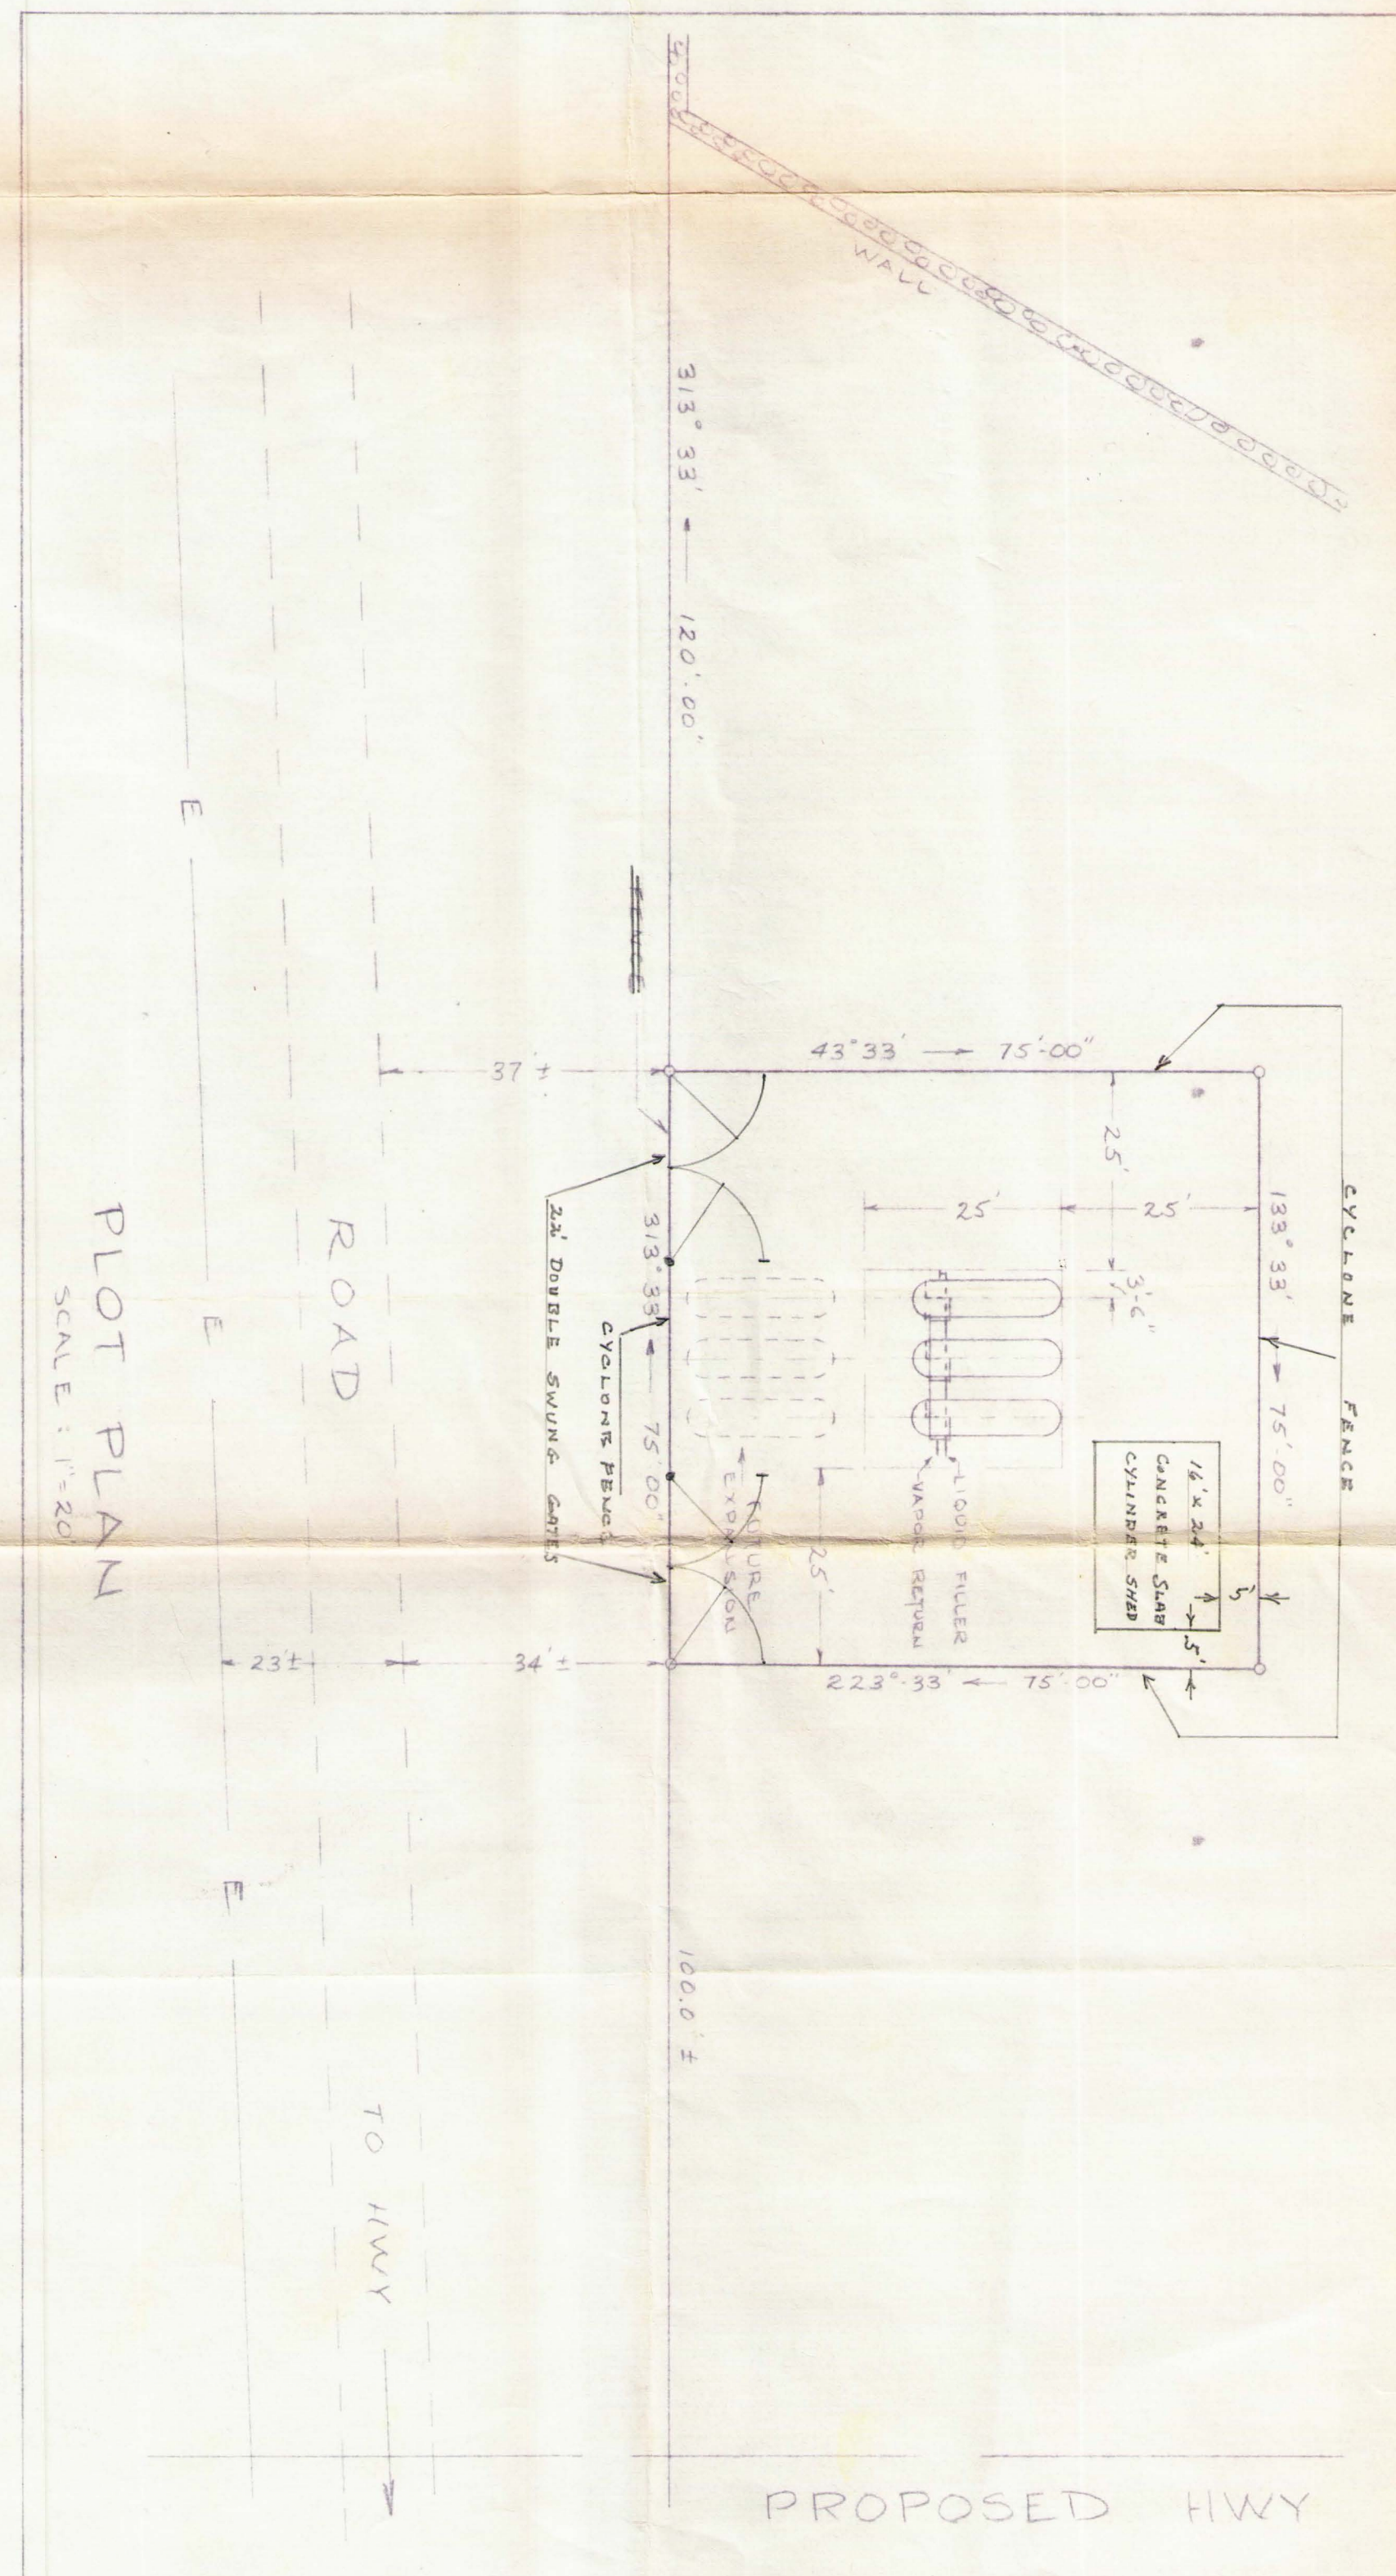 WALL
313° 33' 120'.00"
E
FENCE
CYCLONE FENCE
37'±
43°33' 75'-00"
25'
133° 33' 75'.00"
25'
25'
3'-6"
16' x 24'
CONCRETE SLAB
CYLINDER SHED
5'
5'
LIQUID FILLER
VAPOR RETURN
FUTURE
EXPANSION
25'
313° 33' 75'00"
CYCLONE FENCE
22' DOUBLE SWUNG GATES
223°-33' 75'-00"
34'±
23'±
ROAD
E
PLOT PLAN
SCALE: 1"=20'
E
100.0'±
TO HWY
PROPOSED HWY